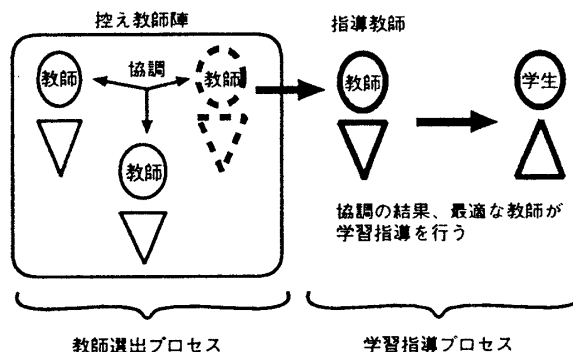 控え教師陣
指導教師
協調
教師
教師
教師
教師
学生
協調の結果、最適な教師が
学習指導を行う
教師選出プロセス
学習指導プロセス